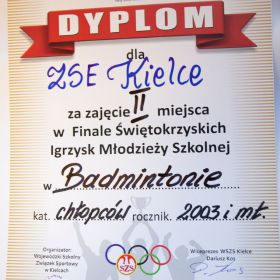 DYPLOM
dla
ZSE Kielce
za zajęcie II miejsca
w Finale Świętokrzyskich
Igrzysk Młodzieży Szkolnej
w Badmintonie
kat. chłopców rocznik. 2003 i mł.
Organizator:
Wojewódzki Szkolny
Związek Sportowy
w Kielcach
SZS
Wiceprezes WSZS Kielce
Dariusz Kos